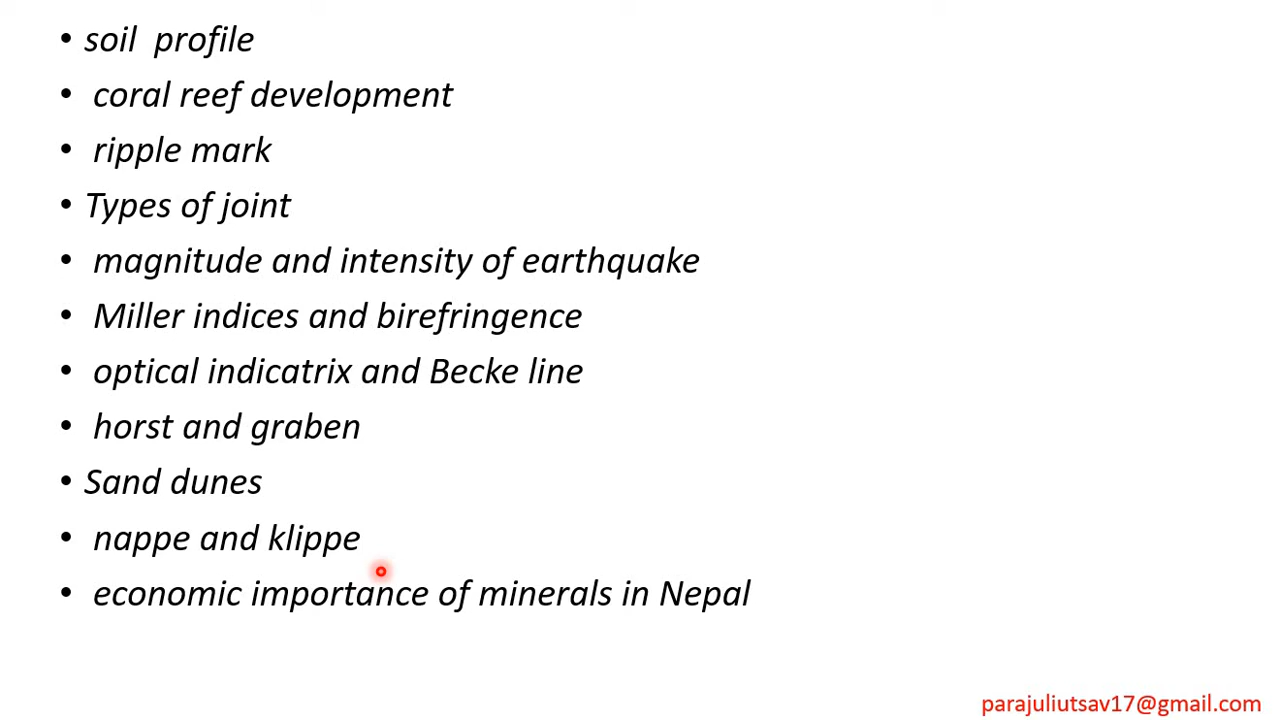 • soil  profile
• coral reef development
• ripple mark
• Types of joint
• magnitude and intensity of earthquake
• Miller indices and birefringence
• optical indicatrix and Becke line
• horst and graben
• Sand dunes
• nappe and klippe
• economic importance of minerals in Nepal
parajuliutsav17@gmail.com